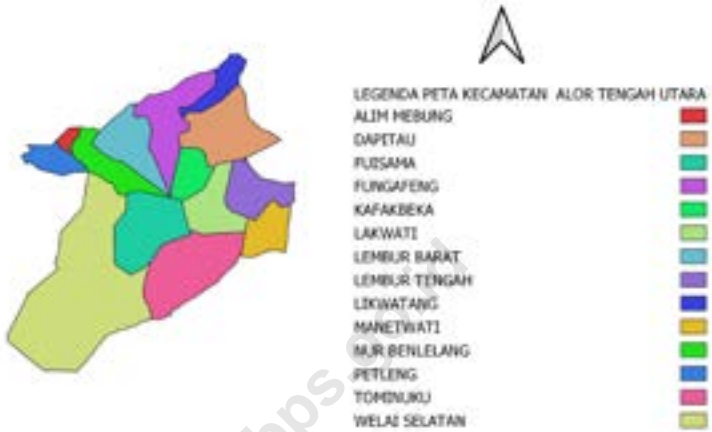 LEGENDA PETA KECAMATAN ALOR TENGAH UTARA
ALIM MEBUNG
DAPITAU
FUISAMA
FUNGAFENG
KAFAKBEKA
LAKWATI
LEMBUR BARAT
LEMBUR TENGAH
LIKWATANG
MANETWATI
NUR BENLELANG
PETLENG
TOMINUKU
WELAI SELATAN